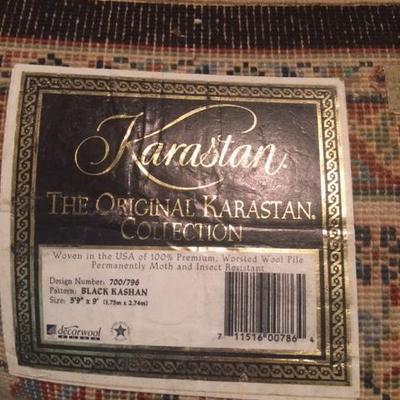 Karastan.
THE ORIGINAL KARASTAN
COLLECTION
Woven in the USA of 100% Premium, Worsted Wool Pile
Permanently Moth and Insect Resistant
Design Number: 700/796
Pattern: BLACK KASHAN
Size: 5'9" x 9' (1.75m x 2.74m)
decorwool
7 11516 00786 4